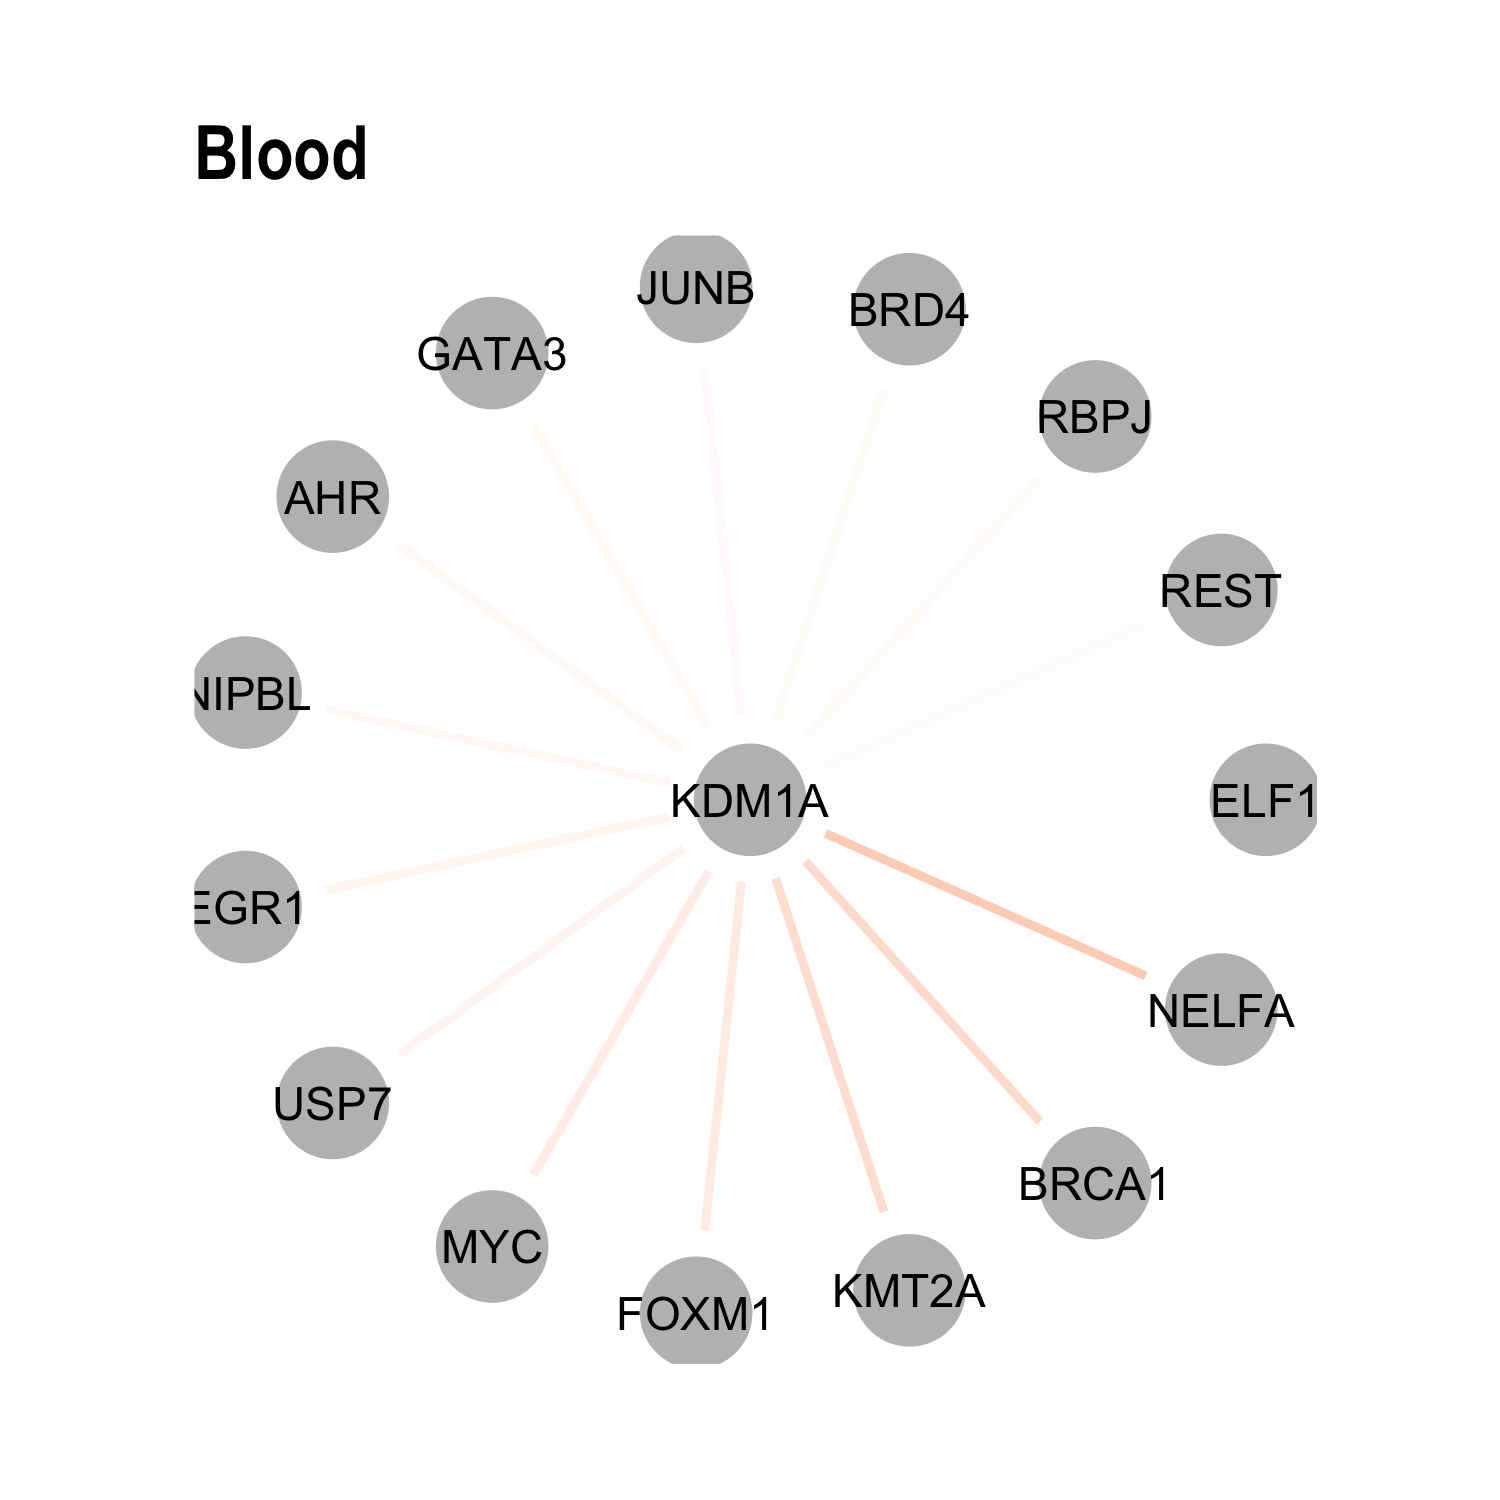 Blood
JUNB
BRD4
GATA3
RBPJ
AHR
REST
NIPBL
KDM1A
ELF1
EGR1
NELFA
USP7
BRCA1
MYC
KMT2A
FOXM1